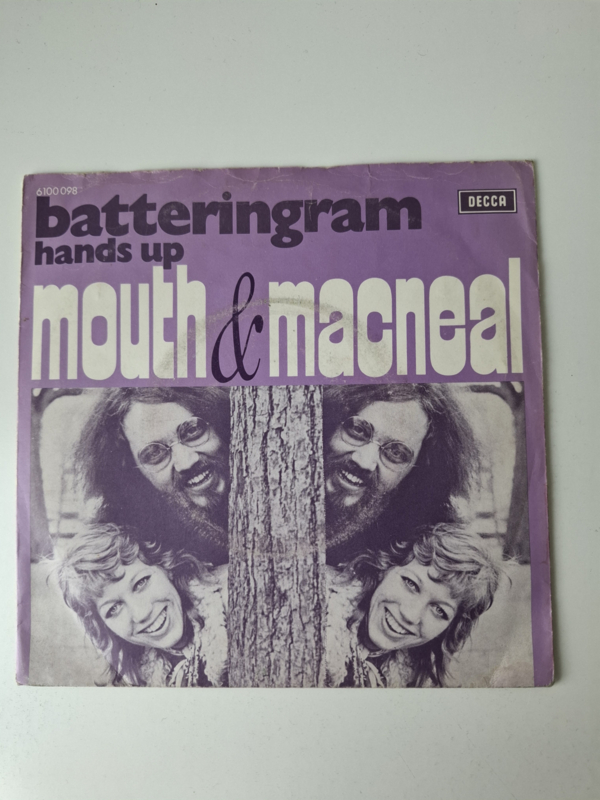 6100 098
batteringram
DECCA
hands up
mouth & macneal